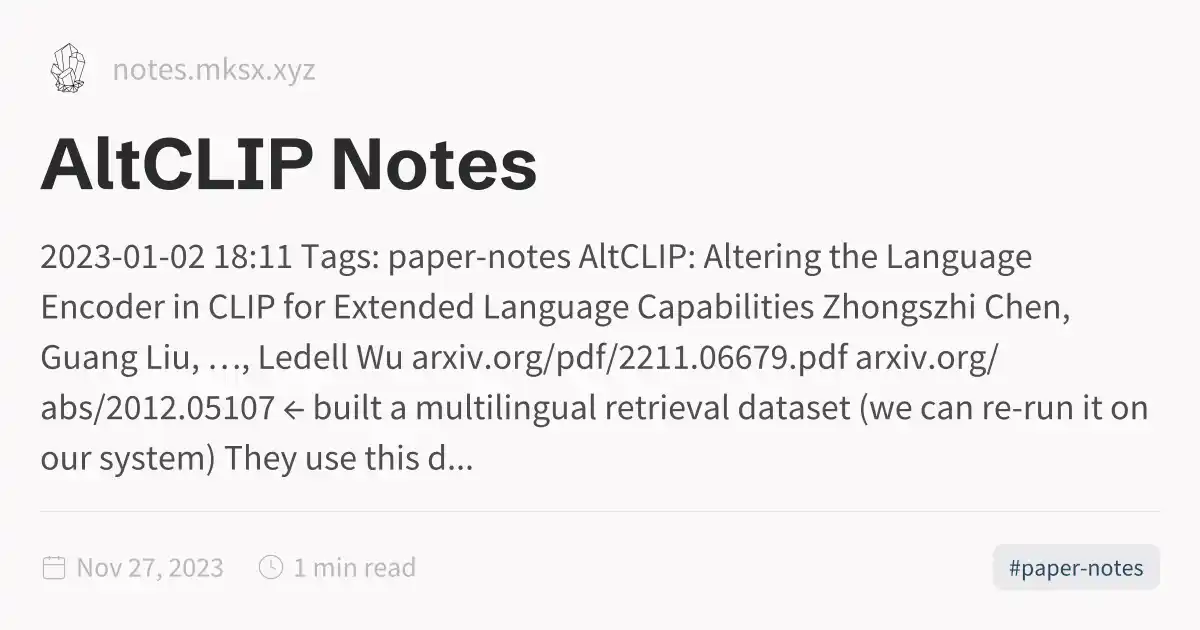 notes.mksx.xyz
AltCLIP Notes
2023-01-02 18:11 Tags: paper-notes AltCLIP: Altering the Language
Encoder in CLIP for Extended Language Capabilities Zhongszhi Chen,
Guang Liu, …, Ledell Wu arxiv.org/pdf/2211.06679.pdf arxiv.org/
abs/2012.05107 ← built a multilingual retrieval dataset (we can re-run it on
our system) They use this d...
Nov 27, 2023 1 min read
#paper-notes